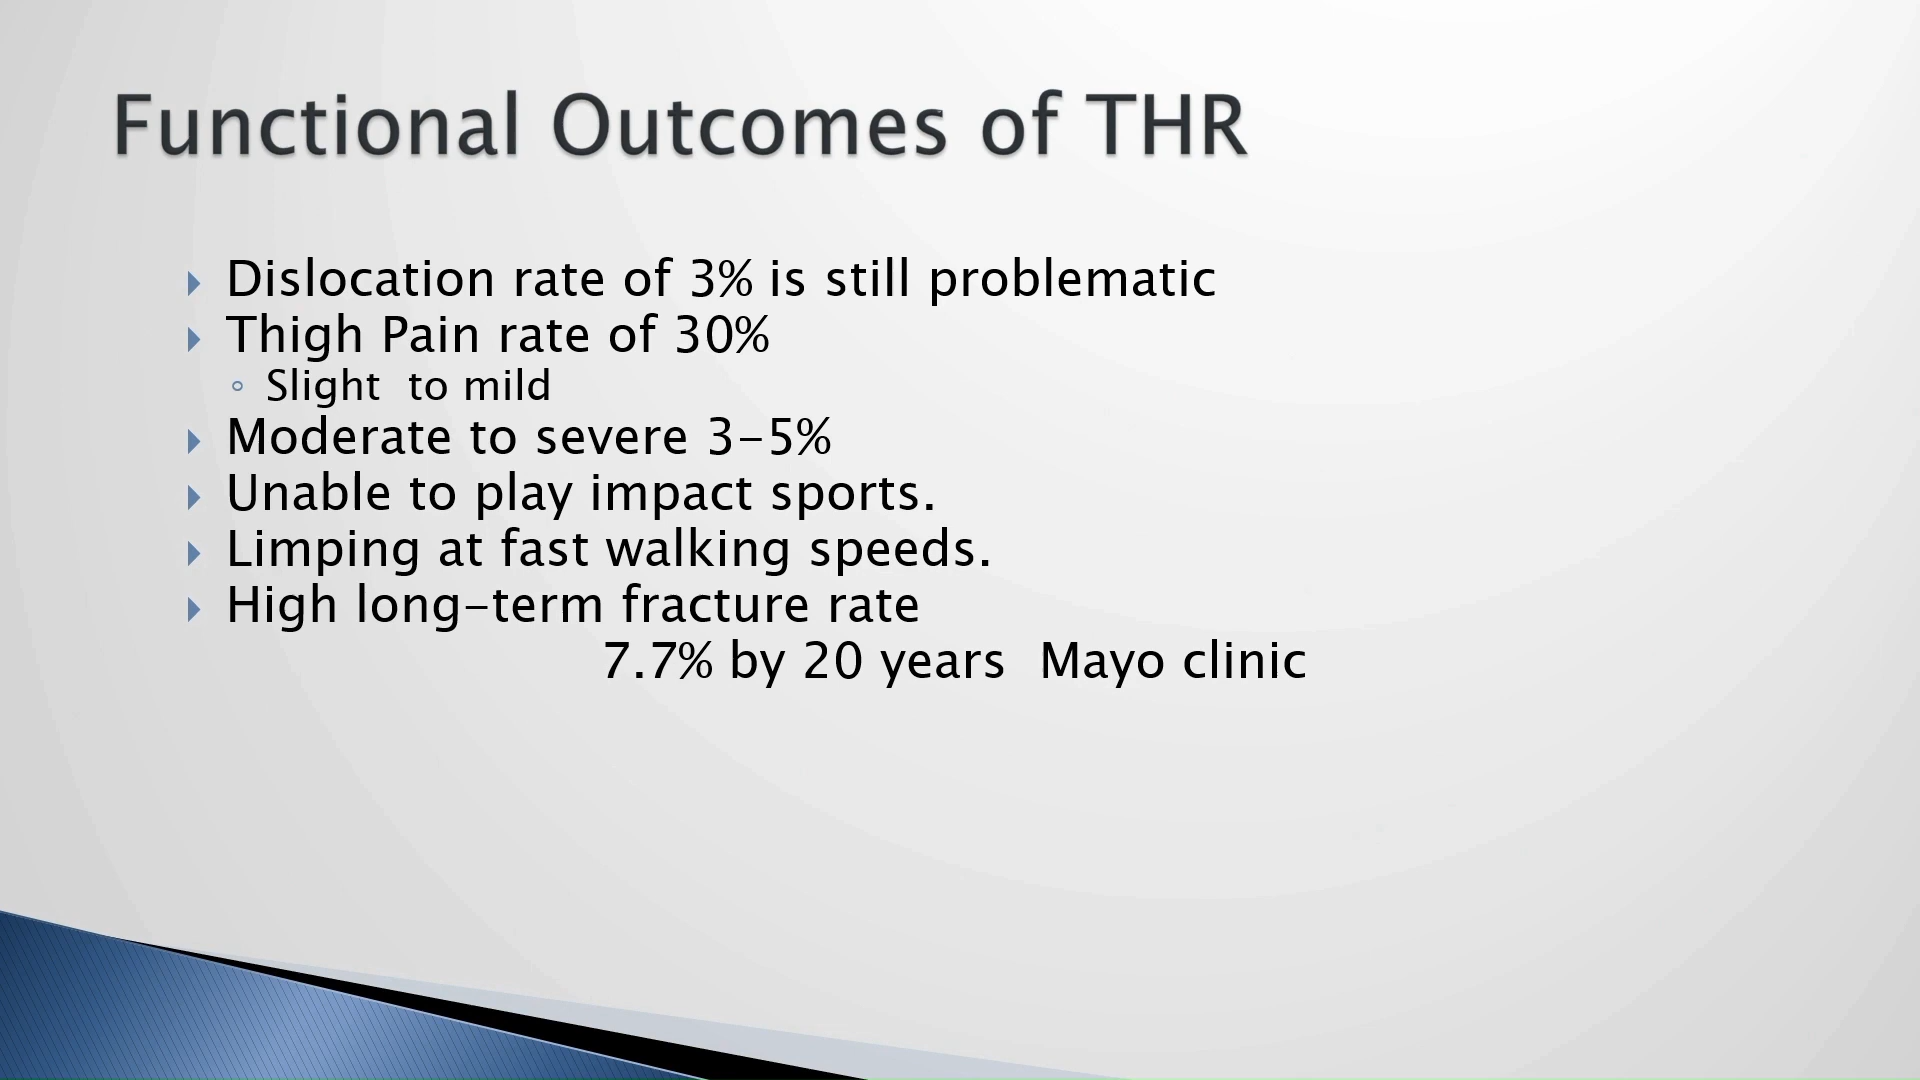 Functional Outcomes of THR
Dislocation rate of 3% is still problematic
Thigh Pain rate of 30%
Slight  to mild
Moderate to severe 3-5%
Unable to play impact sports.
Limping at fast walking speeds.
High long-term fracture rate
7.7% by 20 years  Mayo clinic